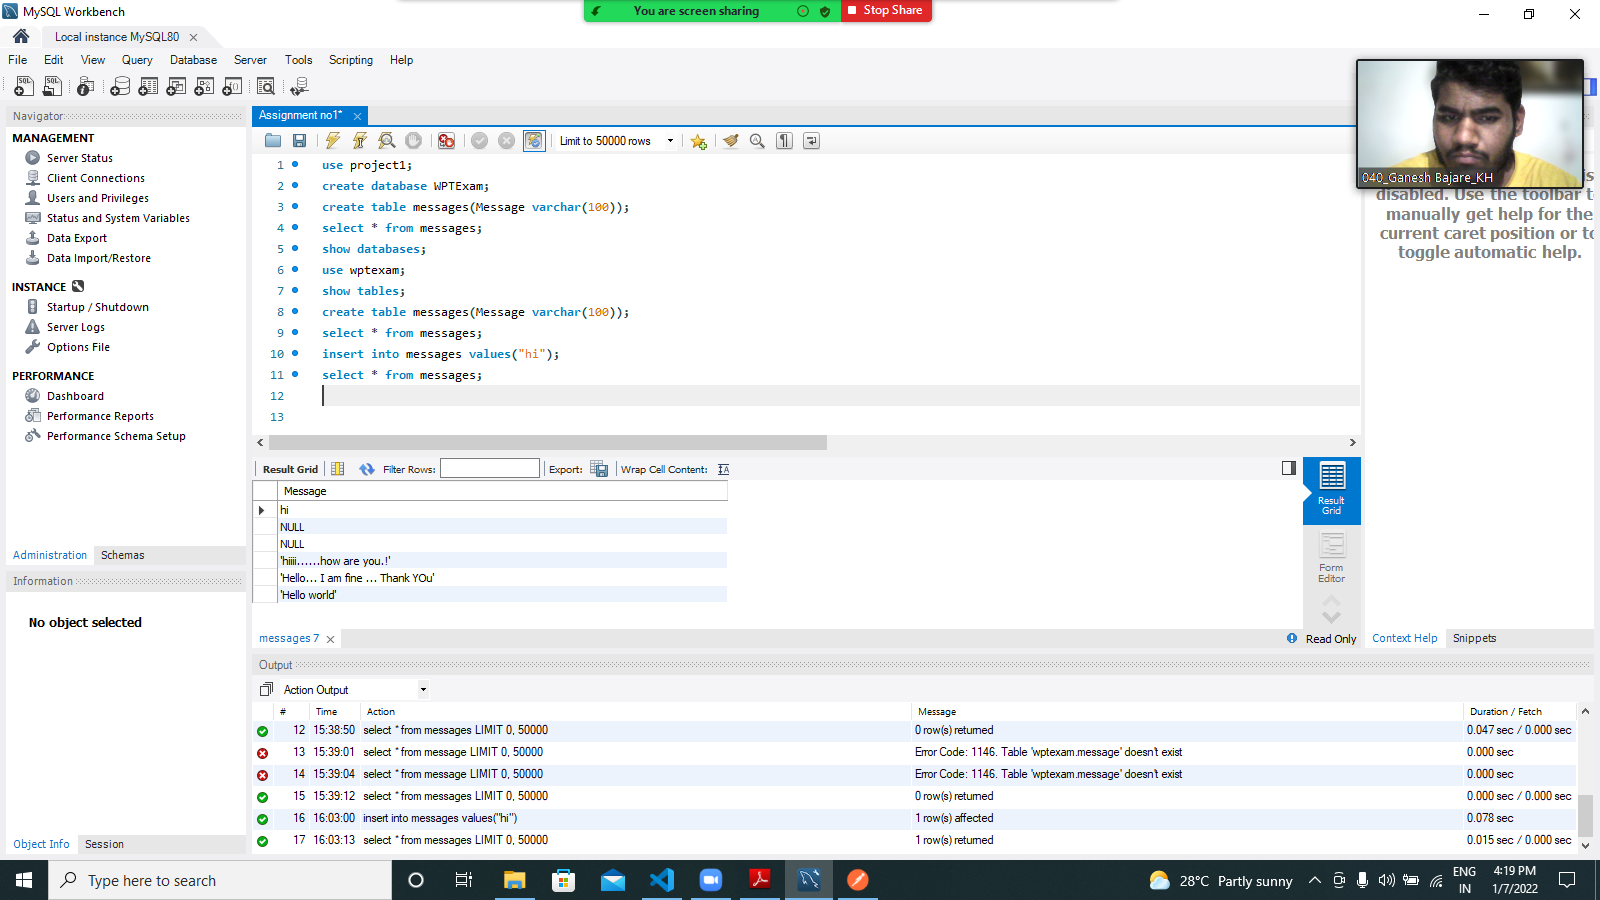 MySQL Workbench
You are screen sharing
Stop Share
Local instance MySQL80
File Edit View Query Database Server Tools Scripting Help
Navigator
MANAGEMENT
Server Status
Client Connections
Users and Privileges
Status and System Variables
Data Export
Data Import/Restore
INSTANCE
Startup / Shutdown
Server Logs
Options File
PERFORMANCE
Dashboard
Performance Reports
Performance Schema Setup
Administration Schemas
Information
No object selected
Object Info Session
Assignment no1*
Limit to 50000 rows
1 use project1;
2 create database WPTExam;
3 create table messages(Message varchar(100));
4 select * from messages;
5 show databases;
6 use wptexam;
7 show tables;
8 create table messages(Message varchar(100));
9 select * from messages;
10 insert into messages values("hi");
11 select * from messages;
12
13
040_Ganesh Bajare_KH
disabled. Use the toolbar
manually get help for the
current caret position or
toggle automatic help.
Result Grid Filter Rows: Export: Wrap Cell Content:
Message
hi
NULL
NULL
'hiiii......how are you.!'
'Hello... I am fine ... Thank YOu'
'Hello world'
Result
Grid
Form
Editor
messages 7
Read Only
Context Help Snippets
Output
Action Output
# Time Action Message Duration / Fetch
12 15:38:50 select * from messages LIMIT 0, 50000 0 row(s) returned 0.047 sec / 0.000 sec
13 15:39:01 select * from message LIMIT 0, 50000 Error Code: 1146. Table 'wptexam.message' doesn't exist 0.000 sec
14 15:39:04 select * from message LIMIT 0, 50000 Error Code: 1146. Table 'wptexam.message' doesn't exist 0.000 sec
15 15:39:12 select * from messages LIMIT 0, 50000 0 row(s) returned 0.000 sec / 0.000 sec
16 16:03:00 insert into messages values("hi") 1 row(s) affected 0.078 sec
17 16:03:13 select * from messages LIMIT 0, 50000 1 row(s) returned 0.015 sec / 0.000 sec
Type here to search
28°C Partly sunny
ENG
IN
4:19 PM
1/7/2022